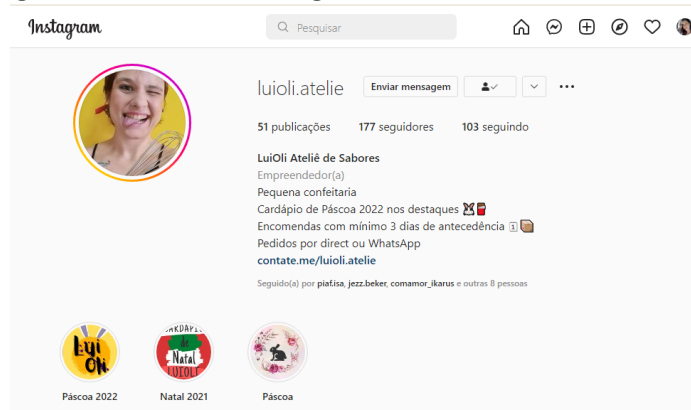 Instagram
Pesquisar
luioli.atelie
Enviar mensagem
51 publicações 177 seguidores 103 seguindo
LuiOli Ateliê de Sabores
Empreendedor(a)
Pequena confeitaria
Cardápio de Páscoa 2022 nos destaques
Encomendas com mínimo 3 dias de antecedência
Pedidos por direct ou WhatsApp
contate.me/luioli.atelie
Seguido(a) por piaf.isa, jezz.beker, comamor_ikarus e outras 8 pessoas
Lui
Oli.
CARDÁPIO
de
Natal
LUIOLI
Páscoa 2022 Natal 2021 Páscoa